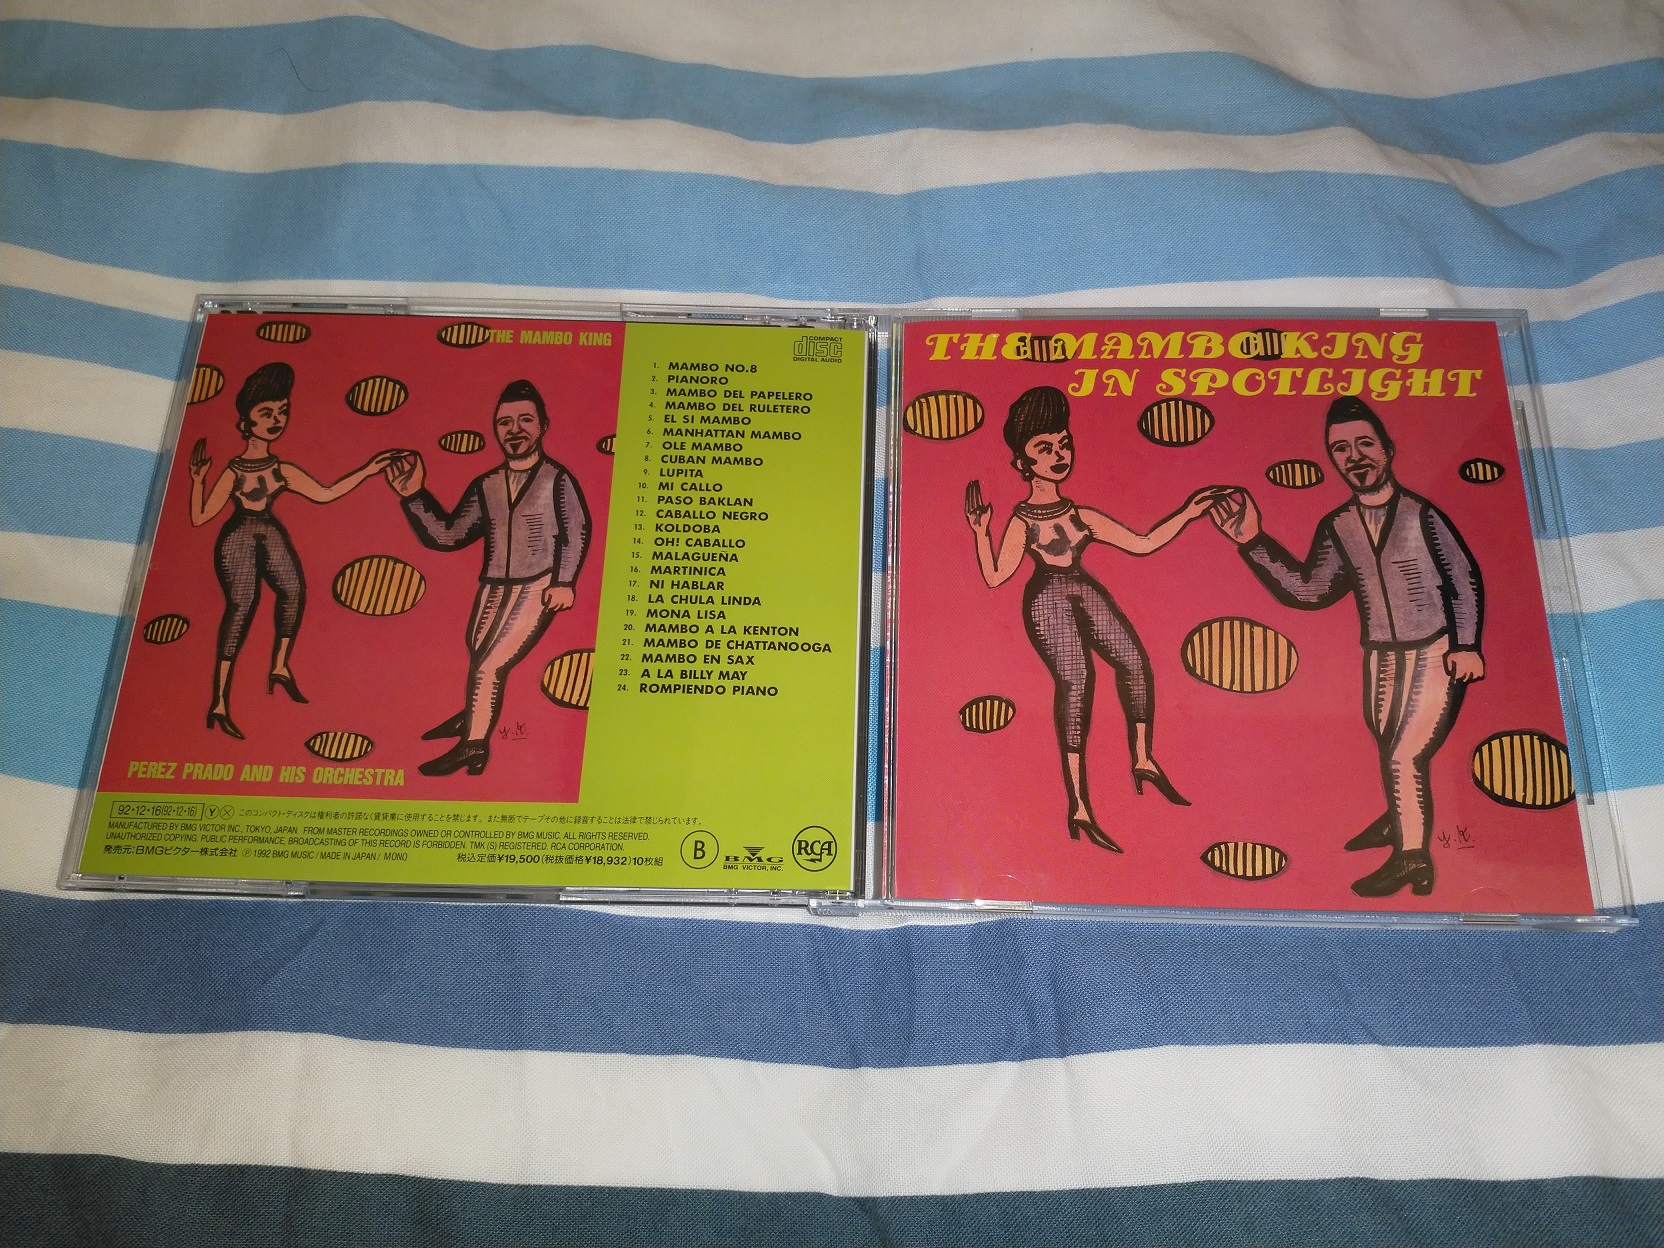 THE MAMBO KING
COMPACT
disc
DIGITAL AUDIO
1. MAMBO NO.8
2. PIANORO
3. MAMBO DEL PAPELERO
4. MAMBO DEL RULETERO
5. EL SI MAMBO
6. MANHATTAN MAMBO
7. OLE MAMBO
8. CUBAN MAMBO
9. LUPITA
10. MI CALLO
11. PASO BAKLAN
12. CABALLO NEGRO
13. KOLDOBA
14. OH! CABALLO
15. MALAGUEÑA
16. MARTINICA
17. NI HABLAR
18. LA CHULA LINDA
19. MONA LISA
20. MAMBO A LA KENTON
21. MAMBO DE CHATTANOOGA
22. MAMBO EN SAX
23. A LA BILLY MAY
24. ROMPIENDO PIANO
y.k.
PEREZ PRADO AND HIS ORCHESTRA
92・12・16(92・12・16) Y X このコンパクト・ディスクは権利者の許諾なく賃貸業に使用することを禁じます。また無断でテープその他に録音することは法律で禁じられています。
MANUFACTURED BY BMG VICTOR INC., TOKYO, JAPAN. FROM MASTER RECORDINGS OWNED OR CONTROLLED BY BMG MUSIC. ALL RIGHTS RESERVED.
UNAUTHORIZED COPYING, PUBLIC PERFORMANCE, BROADCASTING OF THIS RECORD IS FORBIDDEN. TMK (S) REGISTERED. RCA CORPORATION.
発売元:BMGビクター株式会社 Ⓟ 1992 BMG MUSIC / MADE IN JAPAN / MONO 税込定価¥19,500(税抜価格¥18,932)10枚組
B
BMG
BMG VICTOR, INC.
RCA
THE MAMBO KING
IN SPOTLIGHT
y.k.